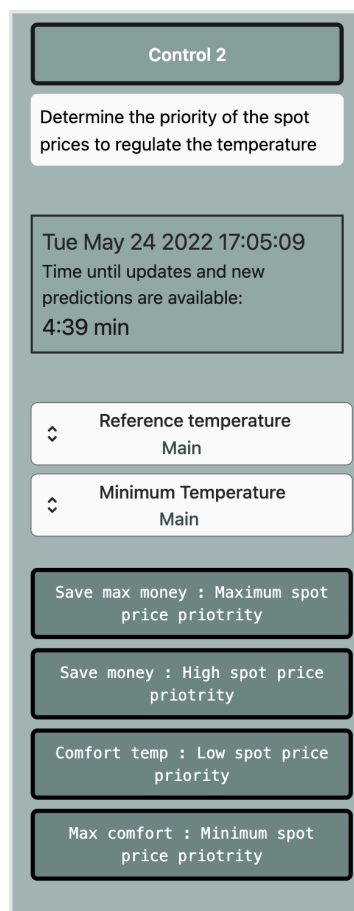 Control 2
Determine the priority of the spot
prices to regulate the temperature
Tue May 24 2022 17:05:09
Time until updates and new
predictions are available:
4:39 min
Reference temperature
Main
Minimum Temperature
Main
Save max money : Maximum spot
price priotrity
Save money : High spot price
priotrity
Comfort temp : Low spot price
priority
Max comfort : Minimum spot
price priotrity